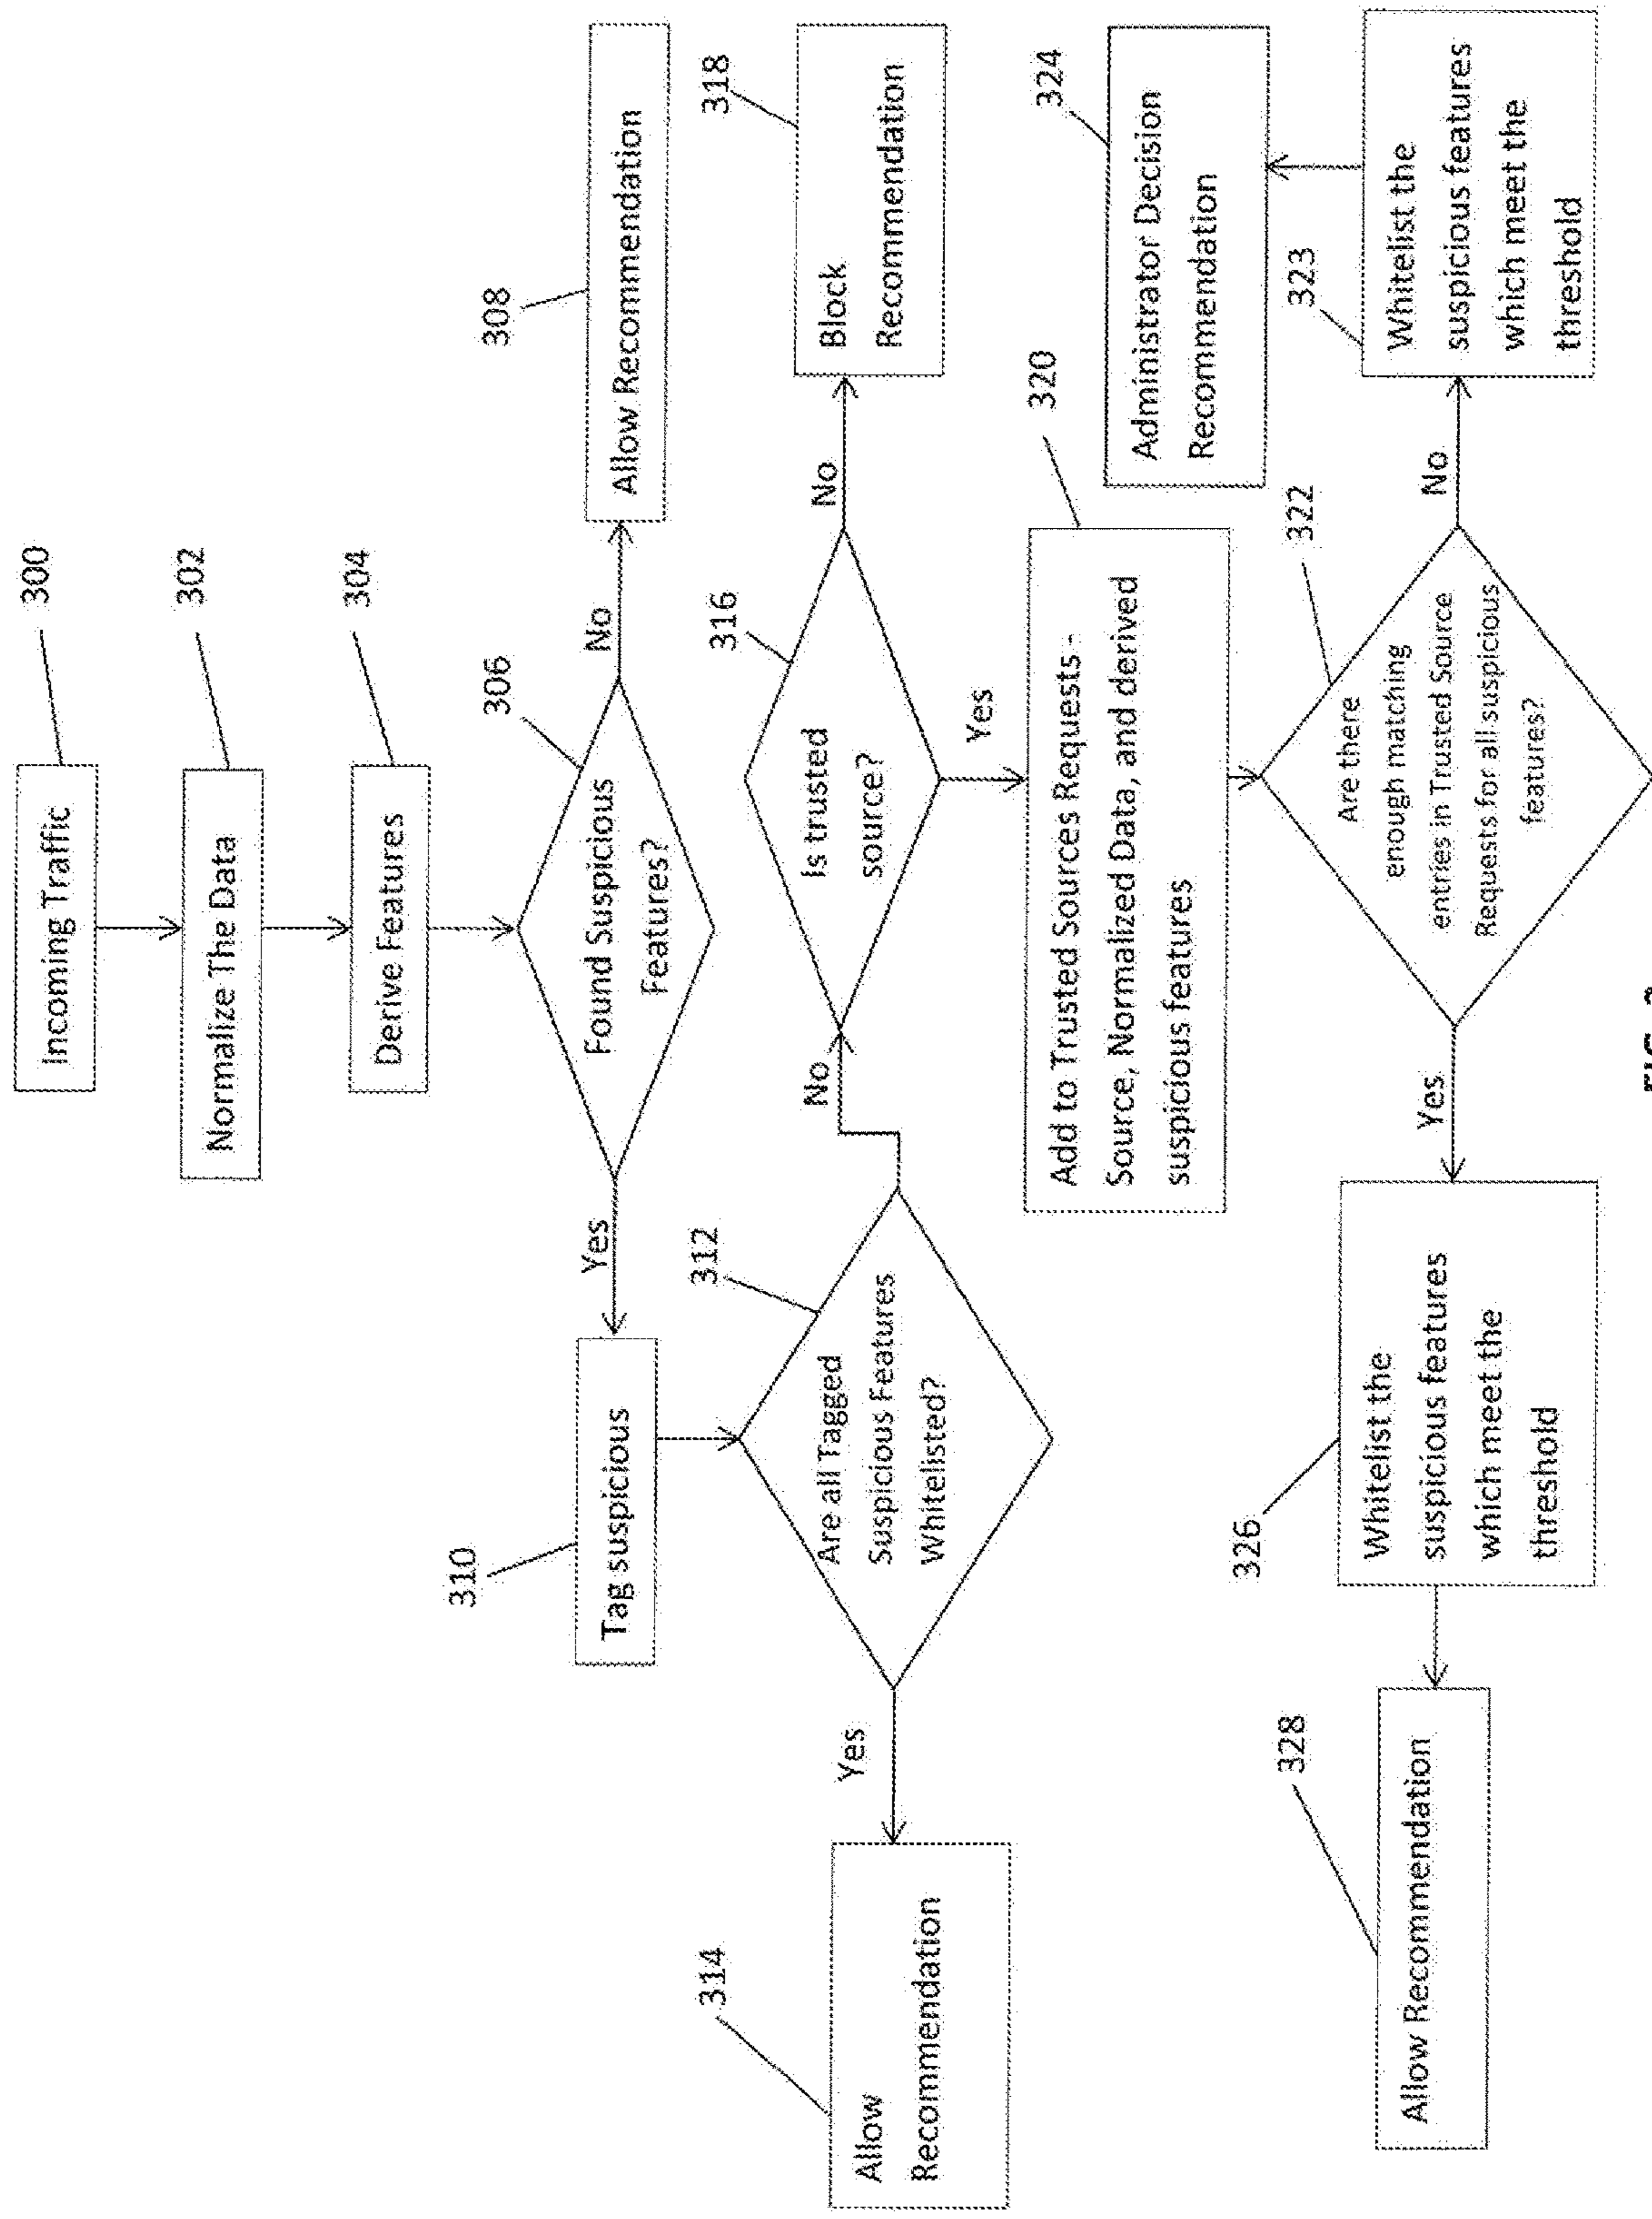 300
Incoming Traffic
302
Normalize The Data
304
Derive Features
306
Found Suspicious
Features?
No
308
Allow Recommendation
Yes
310
Tag suspicious
312
Are all Tagged
Suspicious Features
Whitelisted?
Yes
314
Allow
Recommendation
No
316
Is trusted
source?
No
318
Block
Recommendation
Yes
320
Add to Trusted Sources Requests -
Source, Normalized Data, and derived
suspicious features
322
Are there
enough matching
entries in Trusted Source
Requests for all suspicious
features?
No
323
Whitelist the
suspicious features
which meet the
threshold
324
Administrator Decision
Recommendation
Yes
326
Whitelist the
suspicious features
which meet the
threshold
328
Allow Recommendation